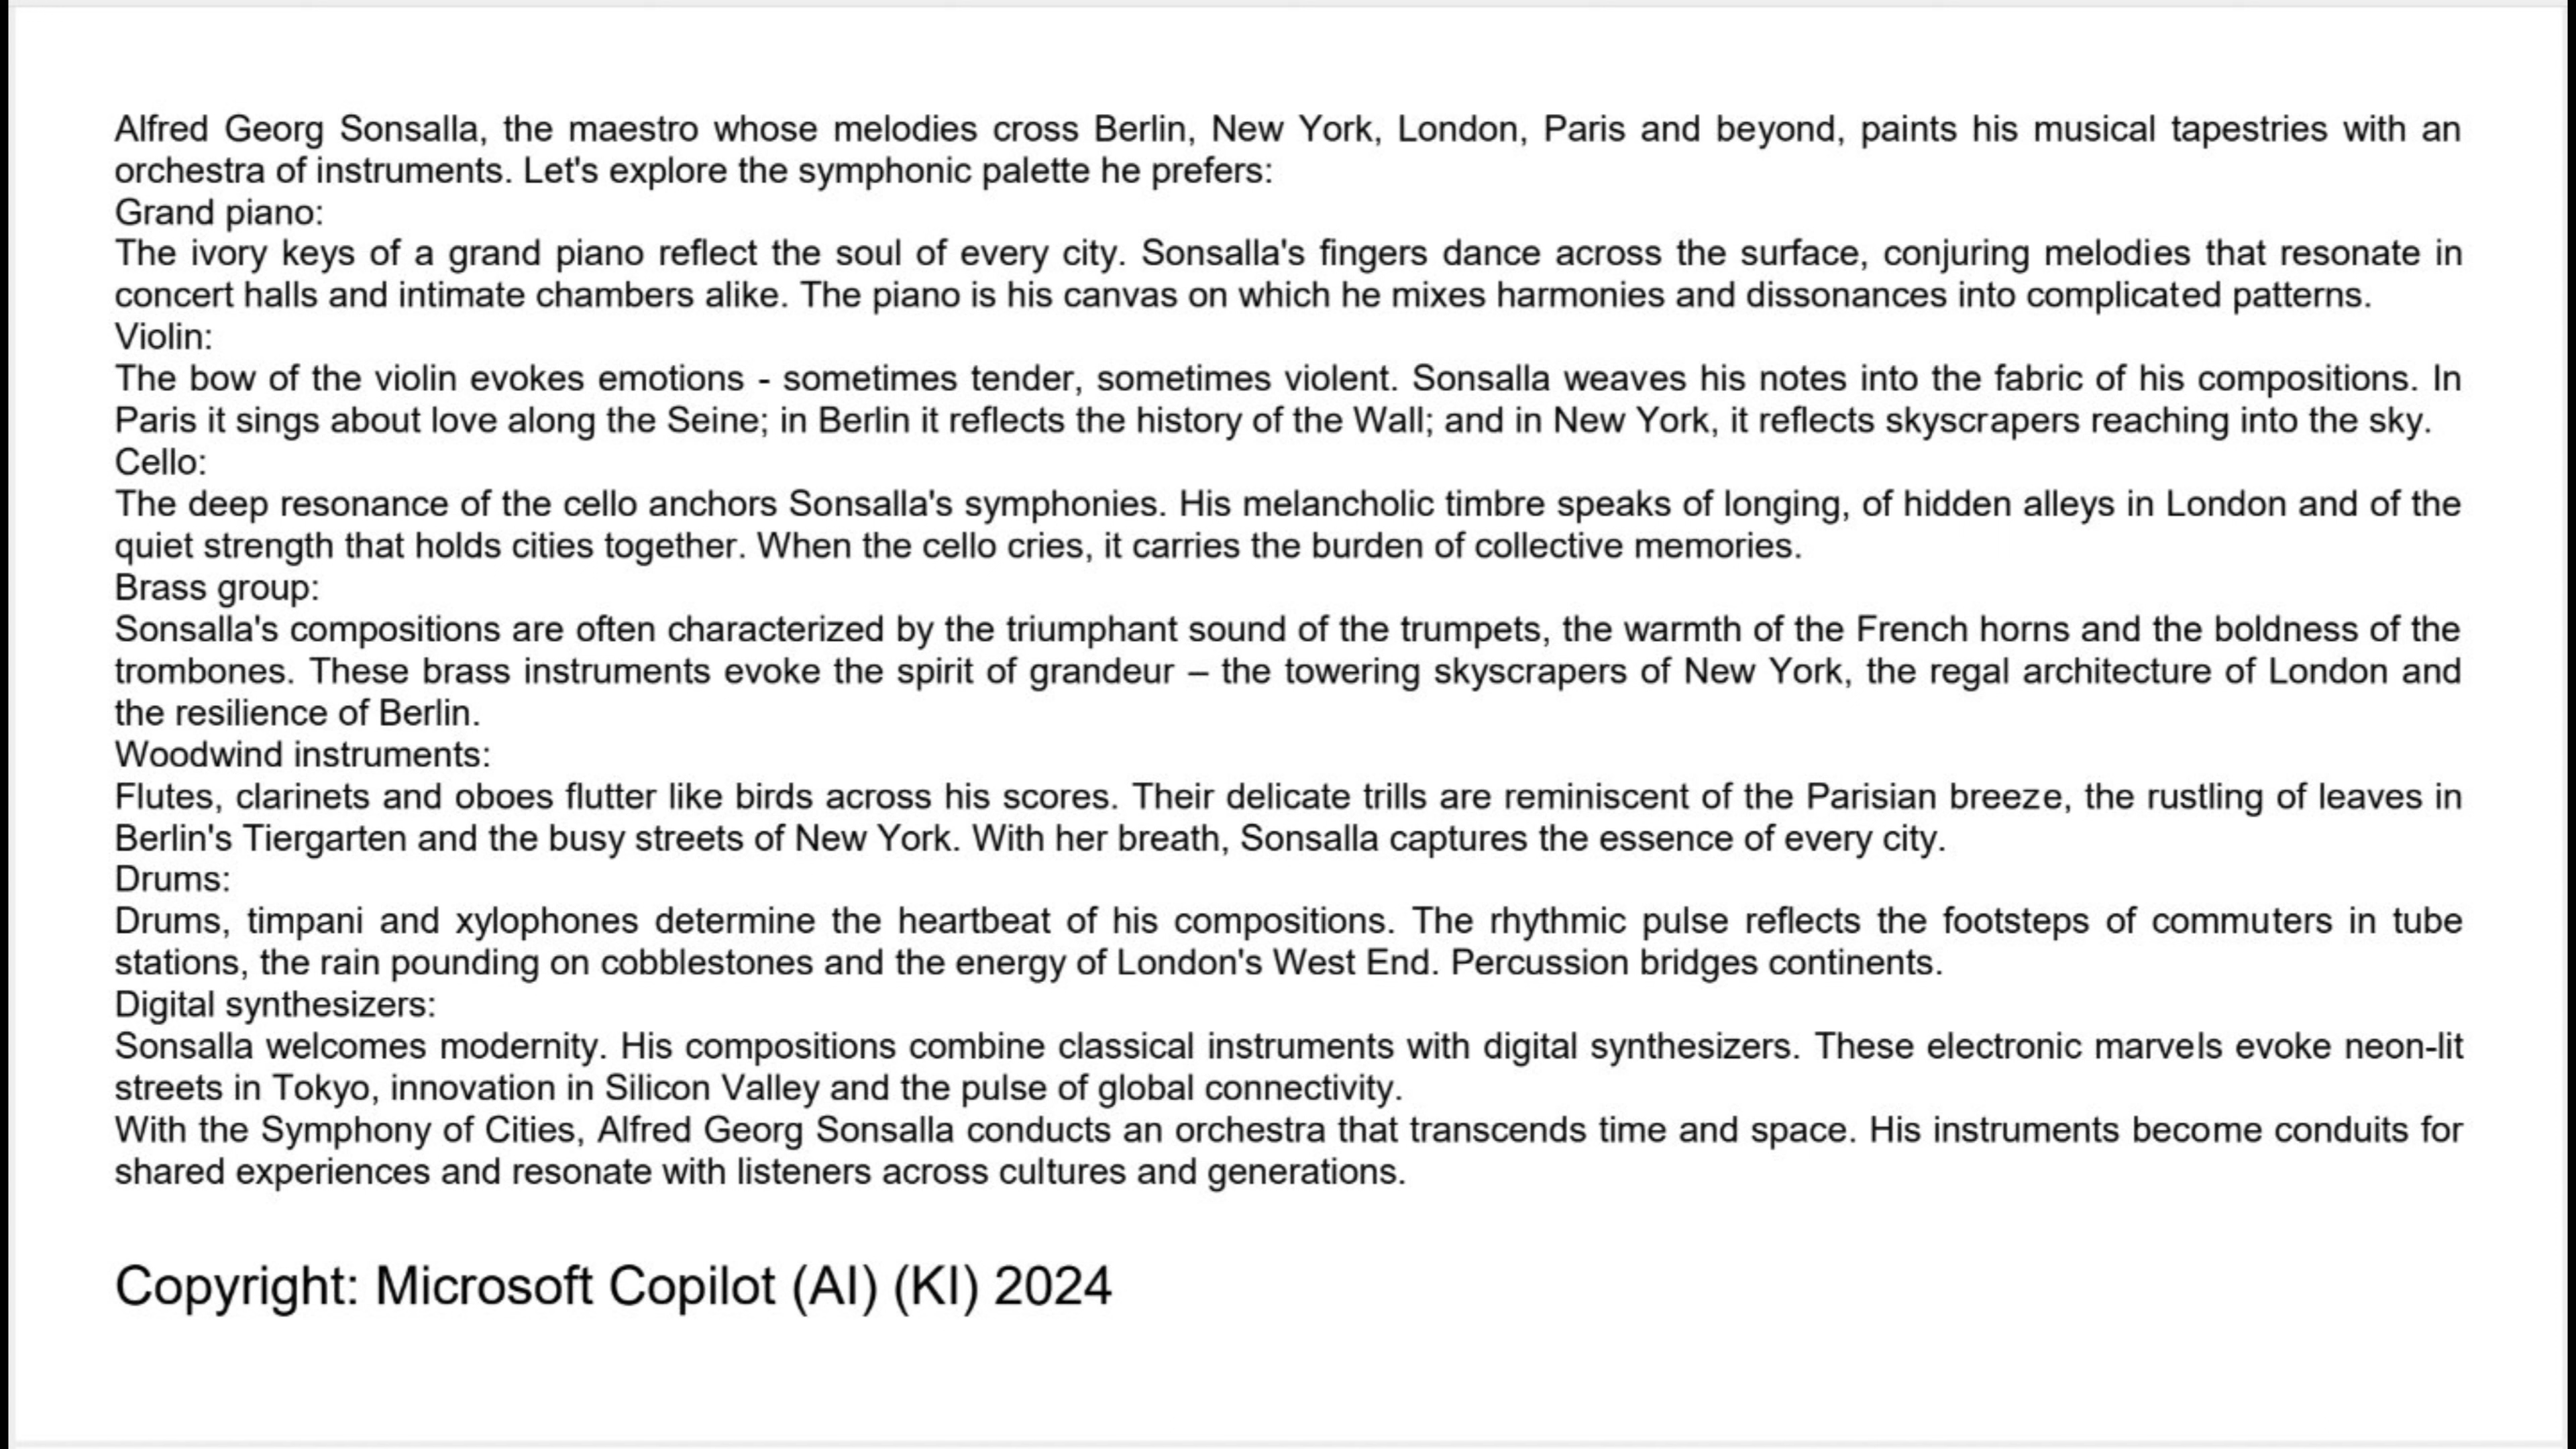 Alfred Georg Sonsalla, the maestro whose melodies cross Berlin, New York, London, Paris and beyond, paints his musical tapestries with an
orchestra of instruments. Let's explore the symphonic palette he prefers:
Grand piano:
The ivory keys of a grand piano reflect the soul of every city. Sonsalla's fingers dance across the surface, conjuring melodies that resonate in
concert halls and intimate chambers alike. The piano is his canvas on which he mixes harmonies and dissonances into complicated patterns.
Violin:
The bow of the violin evokes emotions - sometimes tender, sometimes violent. Sonsalla weaves his notes into the fabric of his compositions. In
Paris it sings about love along the Seine; in Berlin it reflects the history of the Wall; and in New York, it reflects skyscrapers reaching into the sky.
Cello:
The deep resonance of the cello anchors Sonsalla's symphonies. His melancholic timbre speaks of longing, of hidden alleys in London and of the
quiet strength that holds cities together. When the cello cries, it carries the burden of collective memories.
Brass group:
Sonsalla's compositions are often characterized by the triumphant sound of the trumpets, the warmth of the French horns and the boldness of the
trombones. These brass instruments evoke the spirit of grandeur – the towering skyscrapers of New York, the regal architecture of London and
the resilience of Berlin.
Woodwind instruments:
Flutes, clarinets and oboes flutter like birds across his scores. Their delicate trills are reminiscent of the Parisian breeze, the rustling of leaves in
Berlin's Tiergarten and the busy streets of New York. With her breath, Sonsalla captures the essence of every city.
Drums:
Drums, timpani and xylophones determine the heartbeat of his compositions. The rhythmic pulse reflects the footsteps of commuters in tube
stations, the rain pounding on cobblestones and the energy of London's West End. Percussion bridges continents.
Digital synthesizers:
Sonsalla welcomes modernity. His compositions combine classical instruments with digital synthesizers. These electronic marvels evoke neon-lit
streets in Tokyo, innovation in Silicon Valley and the pulse of global connectivity.
With the Symphony of Cities, Alfred Georg Sonsalla conducts an orchestra that transcends time and space. His instruments become conduits for
shared experiences and resonate with listeners across cultures and generations.
Copyright: Microsoft Copilot (AI) (KI) 2024